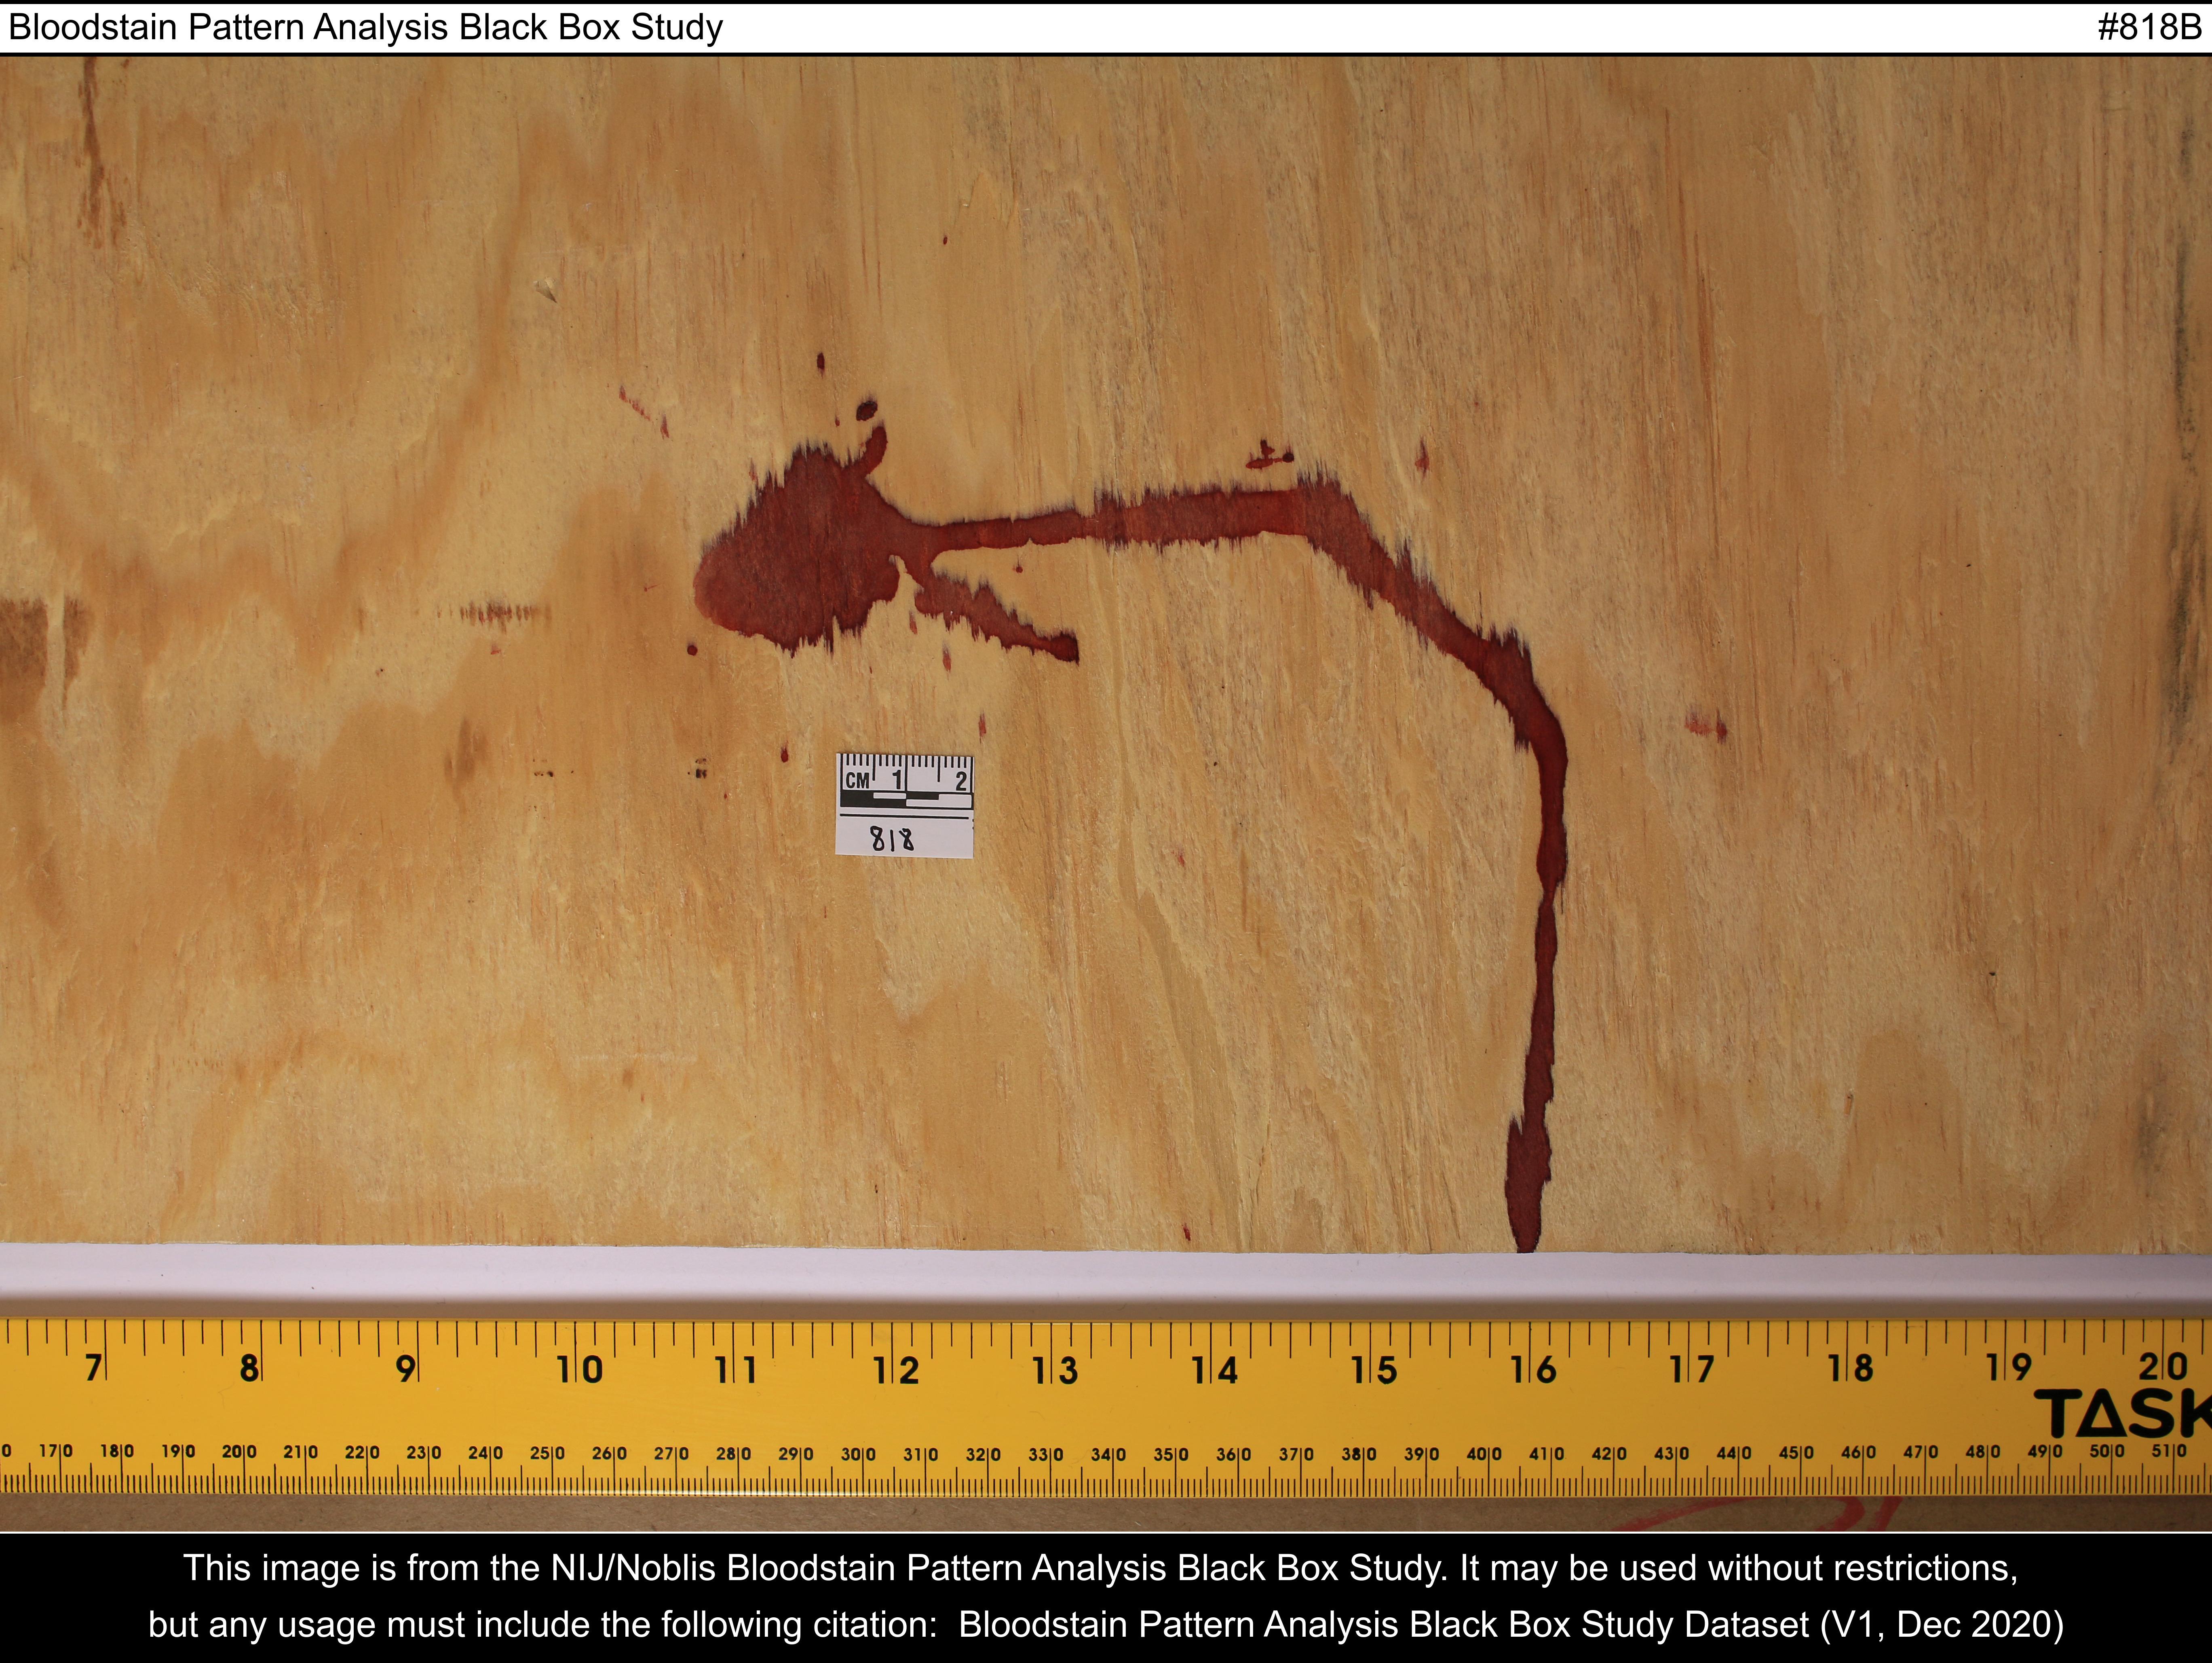 Bloodstain Pattern Analysis Black Box Study #818B
CM 1 2
818
7 8 9 10 11 12 13 14 15 16 17 18 19 20
TASK
0 170 180 190 200 210 220 230 240 250 260 270 280 290 300 310 320 330 340 350 360 370 380 390 400 410 420 430 440 450 460 470 480 490 500 510
This image is from the NIJ/Noblis Bloodstain Pattern Analysis Black Box Study. It may be used without restrictions,
but any usage must include the following citation: Bloodstain Pattern Analysis Black Box Study Dataset (V1, Dec 2020)